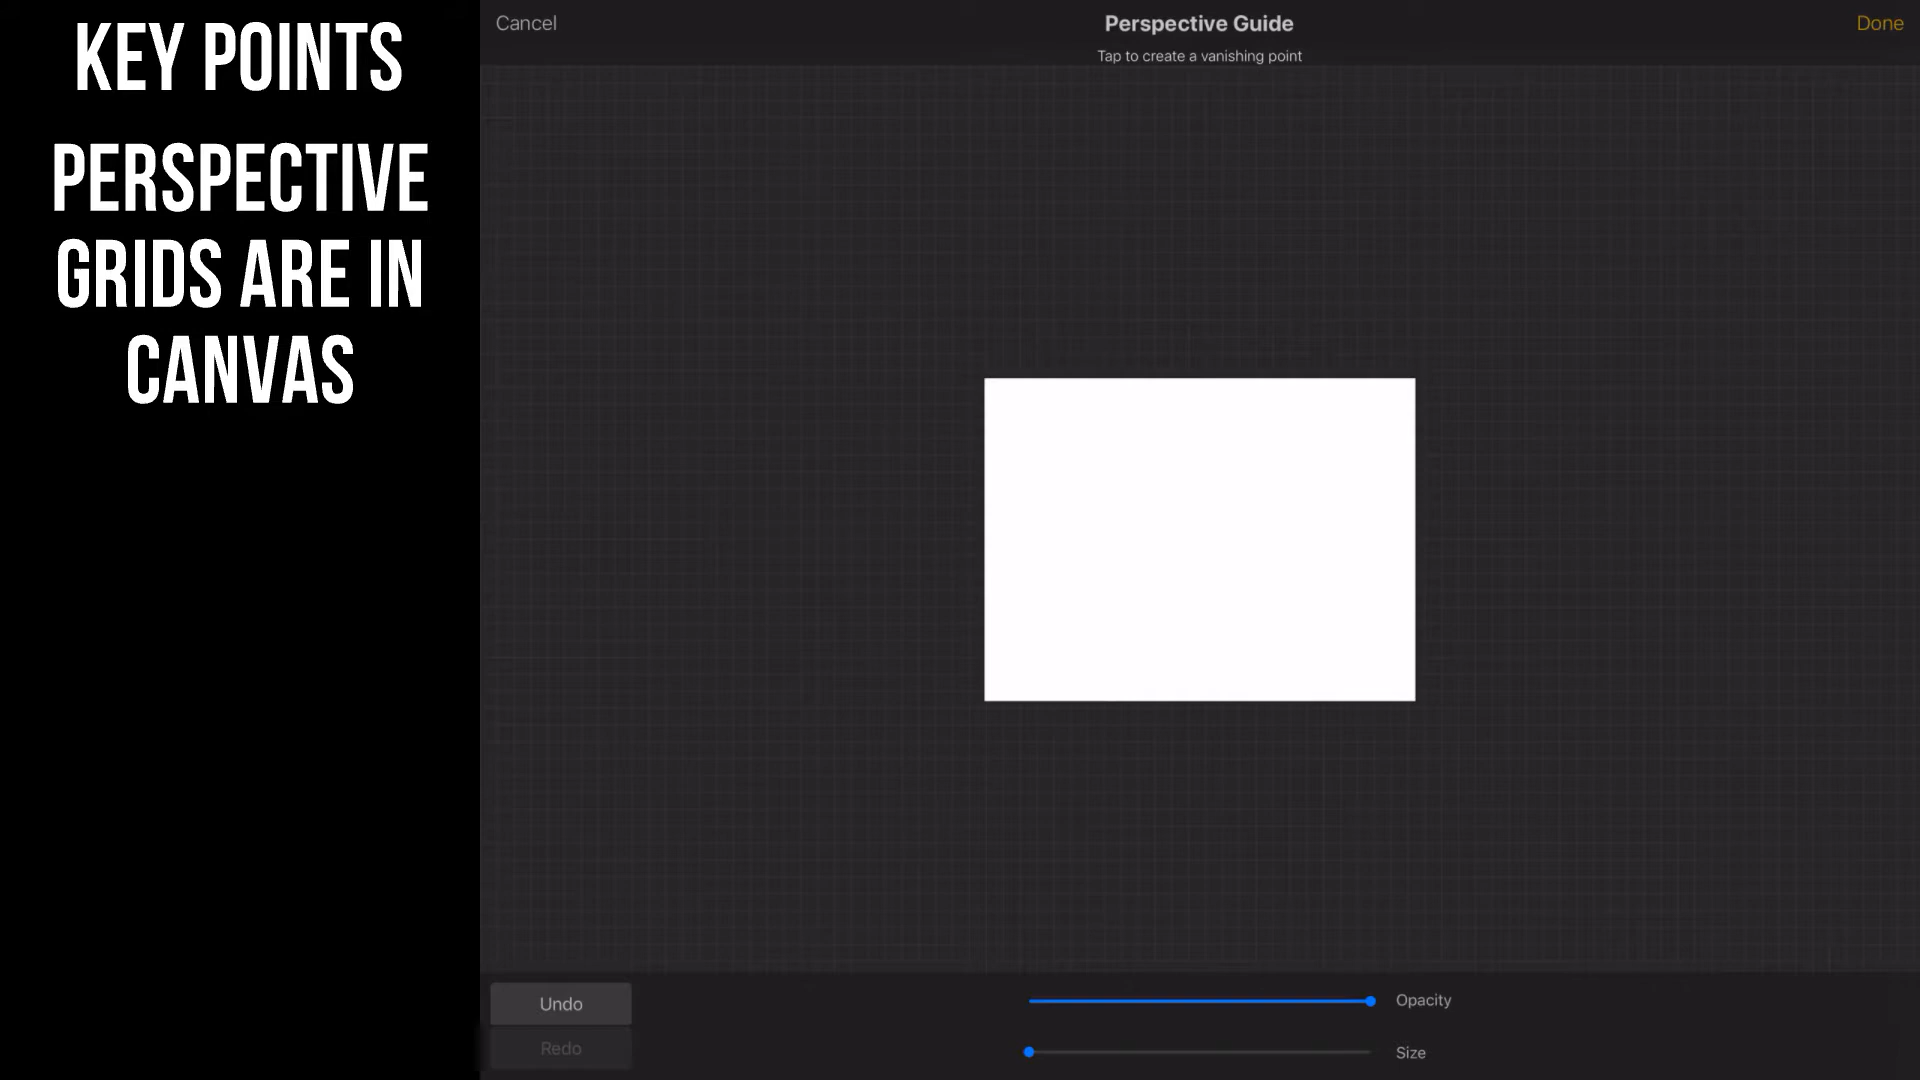 KEY POINTS
PERSPECTIVE
GRIDS ARE IN
CANVAS
Cancel
Perspective Guide
Done
Tap to create a vanishing point
Undo
Redo
Opacity
Size